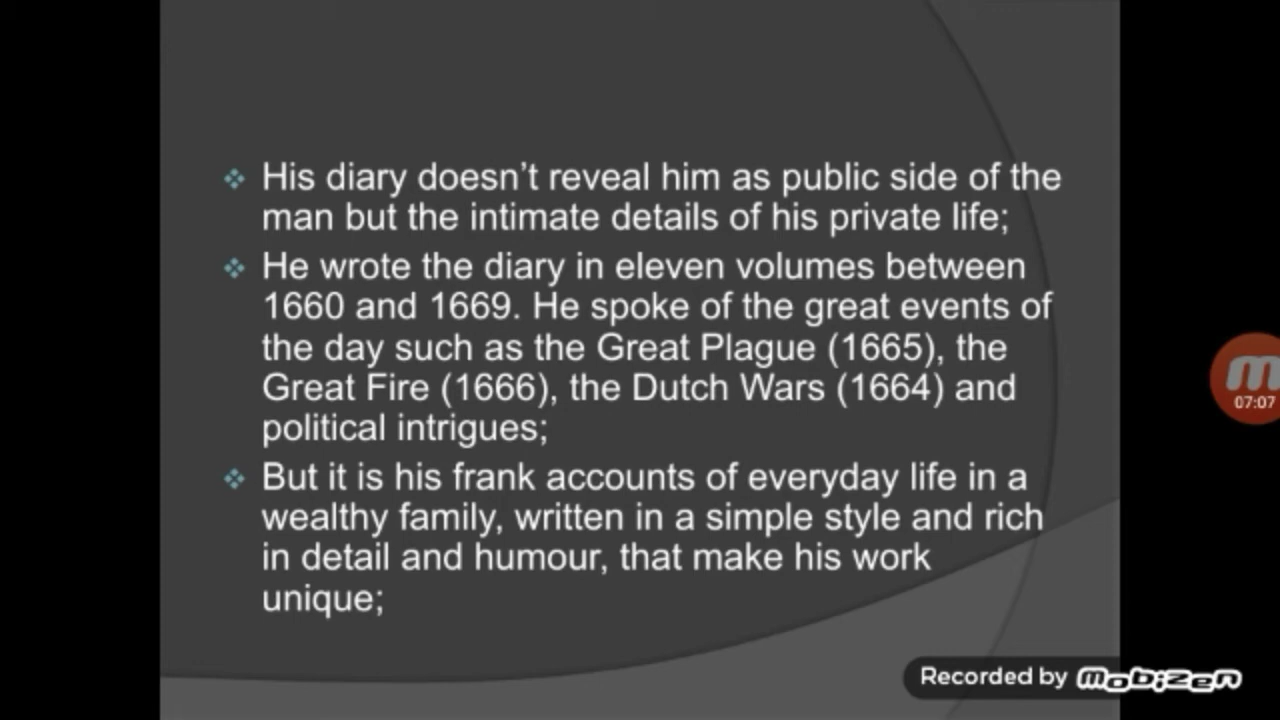 His diary doesn't reveal him as public side of the
man but the intimate details of his private life;
He wrote the diary in eleven volumes between
1660 and 1669. He spoke of the great events of
the day such as the Great Plague (1665), the
Great Fire (1666), the Dutch Wars (1664) and
political intrigues;
But it is his frank accounts of everyday life in a
wealthy family, written in a simple style and rich
in detail and humour, that make his work
unique;
07:07
Recorded by mobizen